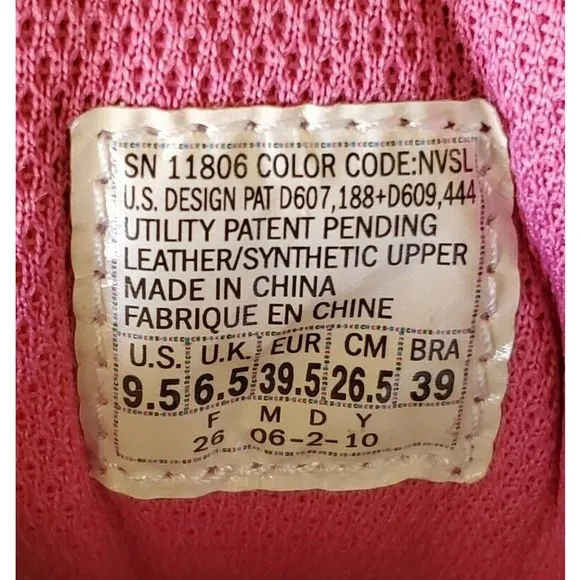 SN 11806 COLOR CODE:NVSL
U.S. DESIGN PAT D607,188+D609,444
UTILITY PATENT PENDING
LEATHER/SYNTHETIC UPPER
MADE IN CHINA
FABRIQUE EN CHINE
U.S. U.K. EUR CM BRA
9.5 6.5 39.5 26.5 39
F M D Y
26 06-2-10